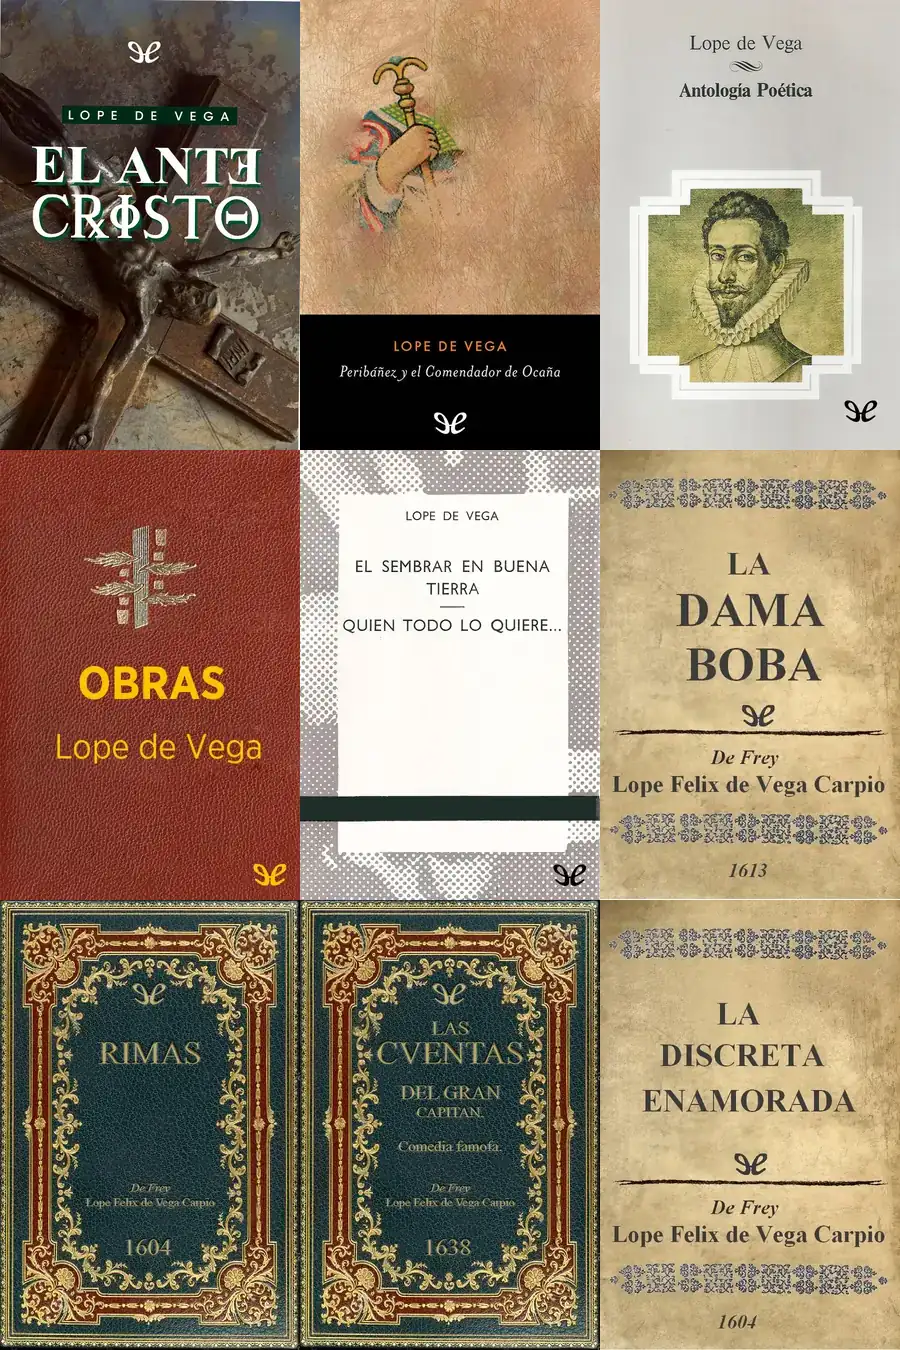 LOPE DE VEGA
EL ANTE
CRISTO
INRI
LOPE DE VEGA
Peribáñez y el Comendador de Ocaña
Lope de Vega
Antología Poética
OBRAS
Lope de Vega
LOPE DE VEGA
EL SEMBRAR EN BUENA
TIERRA
QUIEN TODO LO QUIERE...
LA
DAMA
BOBA
De Frey
Lope Felix de Vega Carpio
1613
RIMAS
De Frey
Lope Felix de Vega Carpio
1604
LAS
CVENTAS
DEL GRAN
CAPITAN.
Comedia famoſa.
De Frey
Lope Felix de Vega Carpio
1638
LA
DISCRETA
ENAMORADA
De Frey
Lope Felix de Vega Carpio
1604